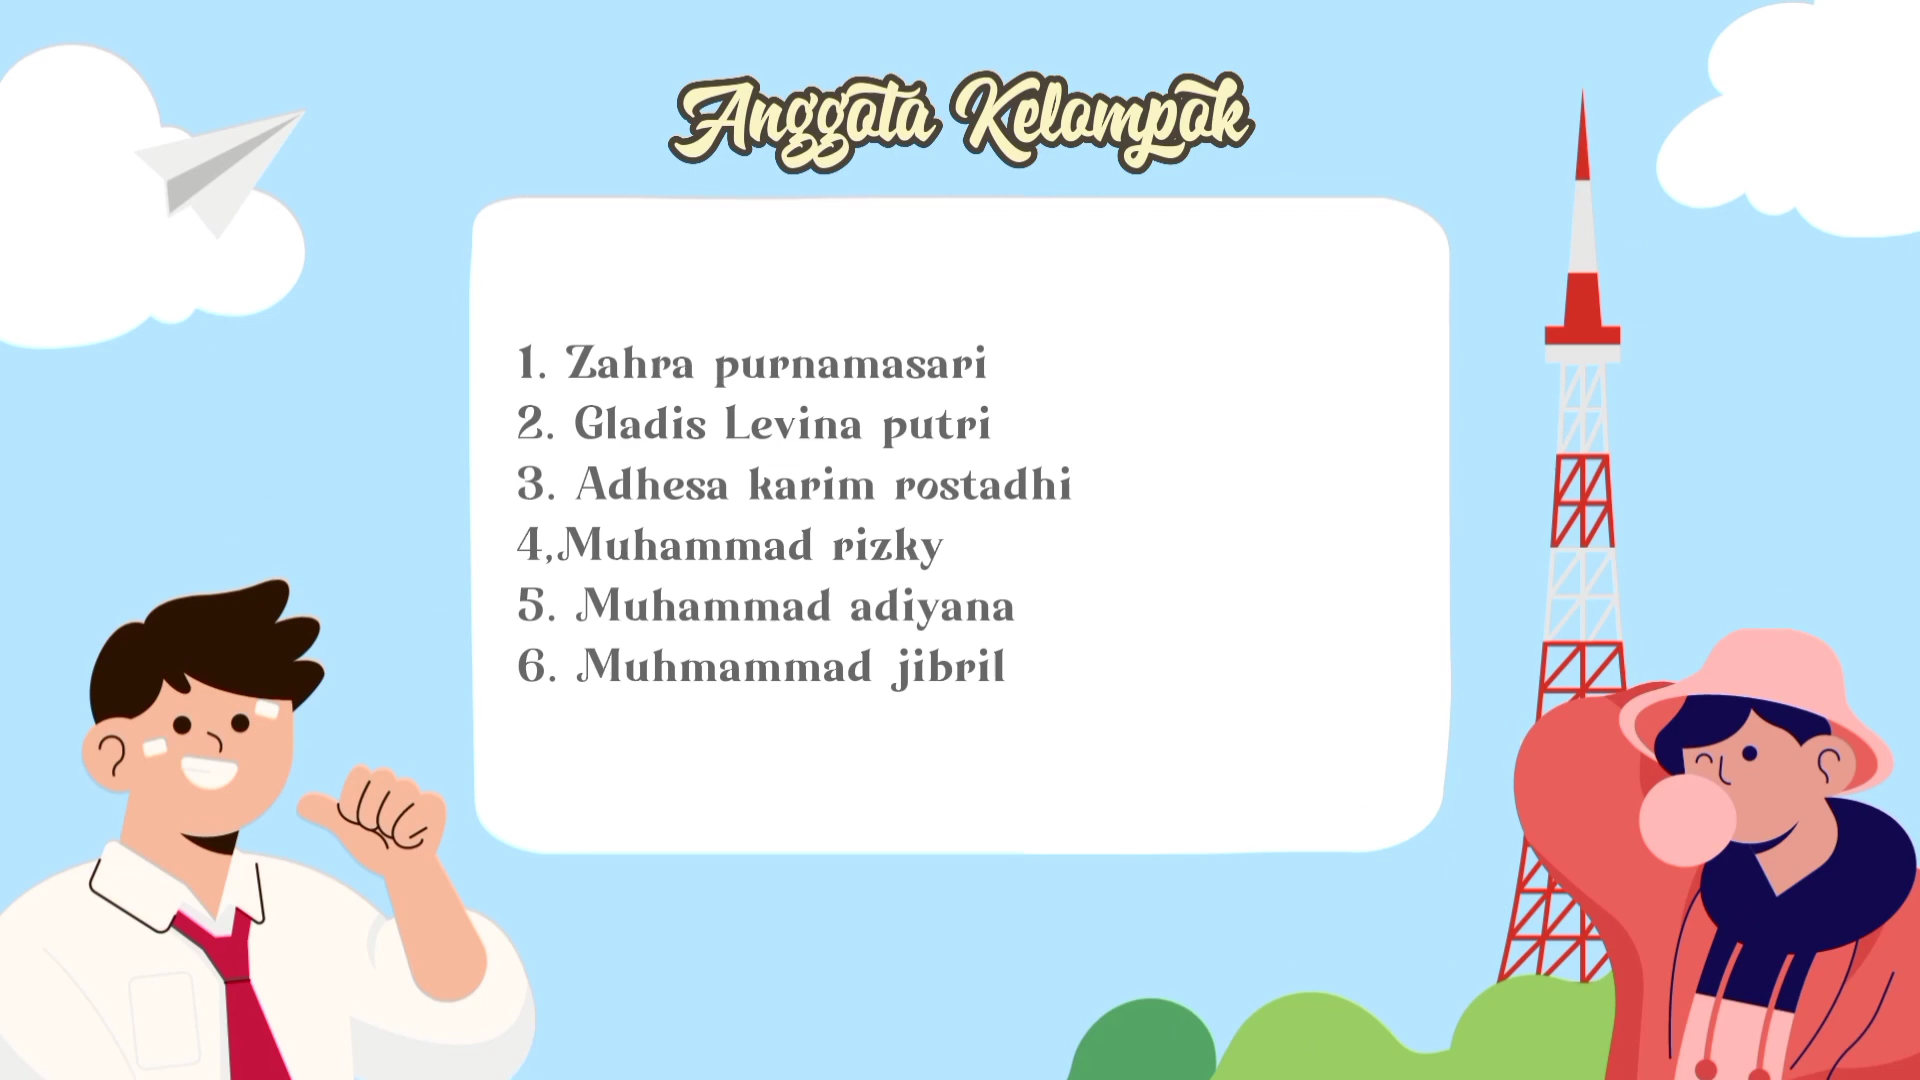 Anggota Kelompok
1. Zahra purnamasari
2. Gladis Levina putri
3. Adhesa karim rostadhi
4,Muhammad rizky
5. Muhammad adiyana
6. Muhmammad jibril